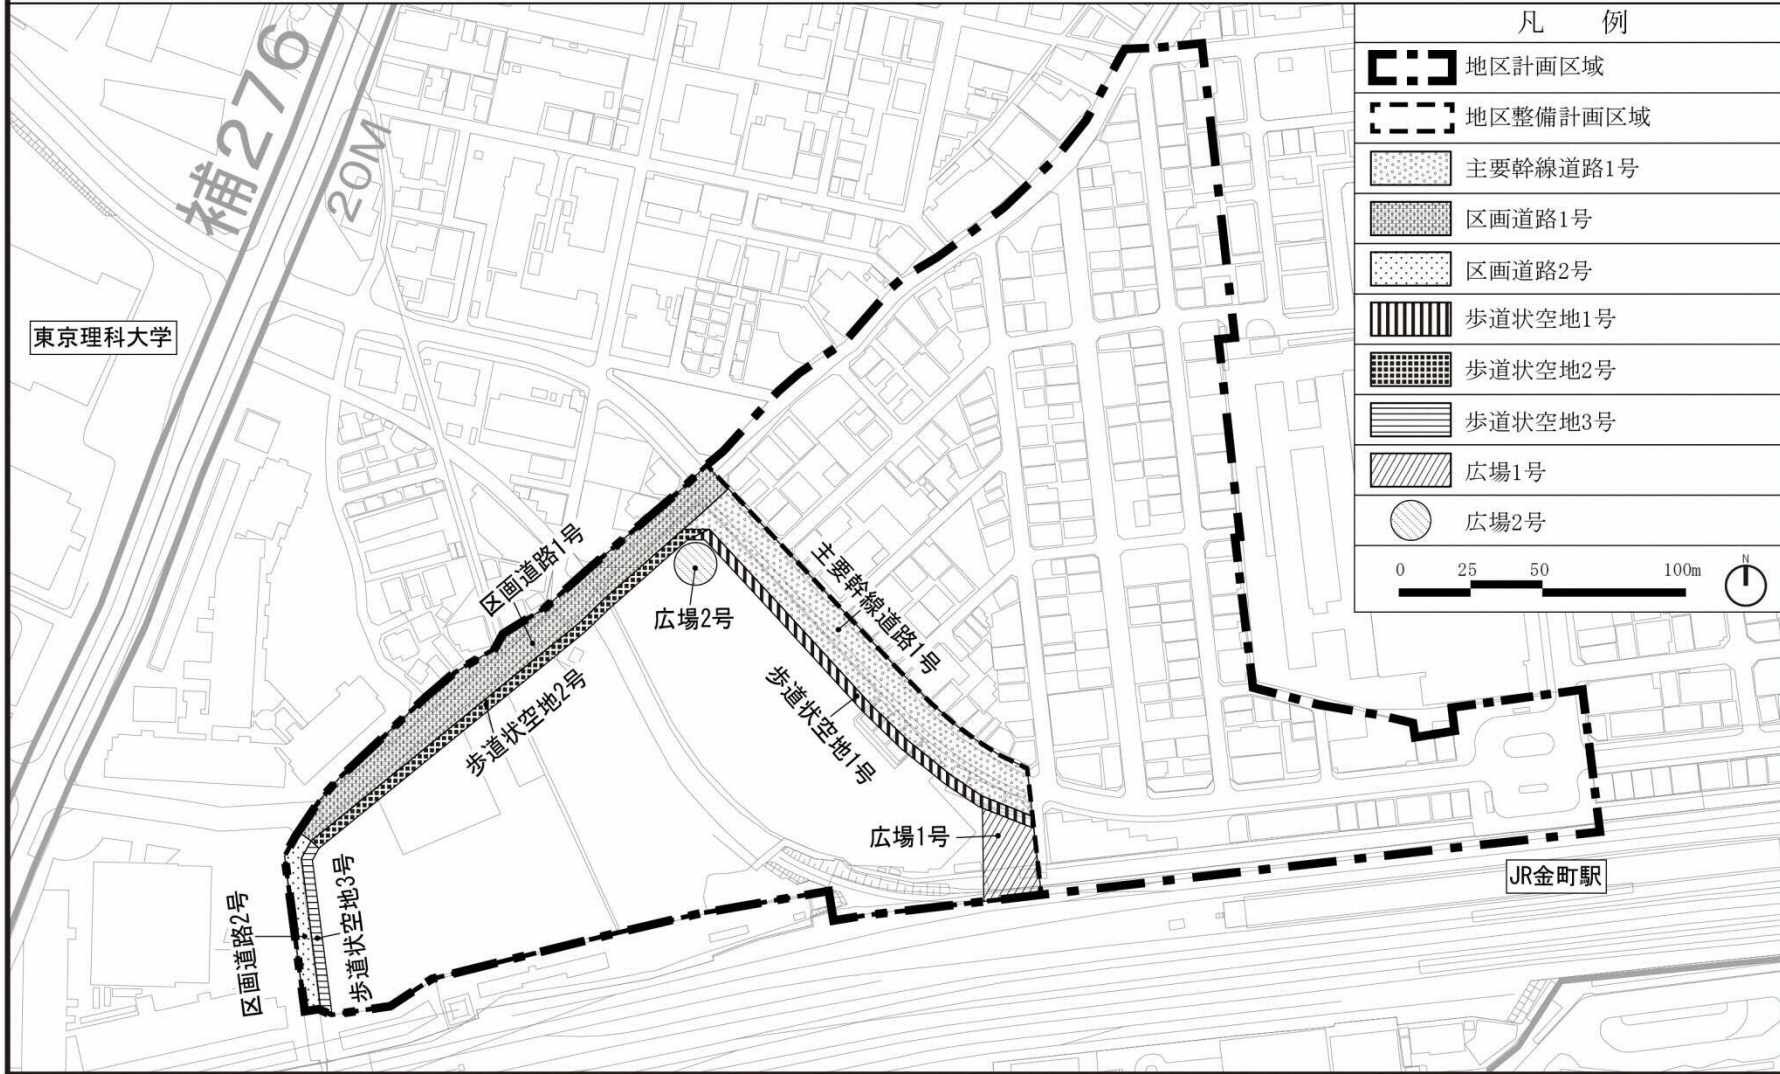 凡 例
地区計画区域
地区整備計画区域
主要幹線道路1号
区画道路1号
区画道路2号
歩道状空地1号
歩道状空地2号
歩道状空地3号
広場1号
広場2号
0 25 50 100m
N
補276
20M
東京理科大学
区画道路1号
広場2号
主要幹線道路1号
歩道状空地2号
歩道状空地1号
広場1号
歩道状空地3号
区画道路2号
JR金町駅